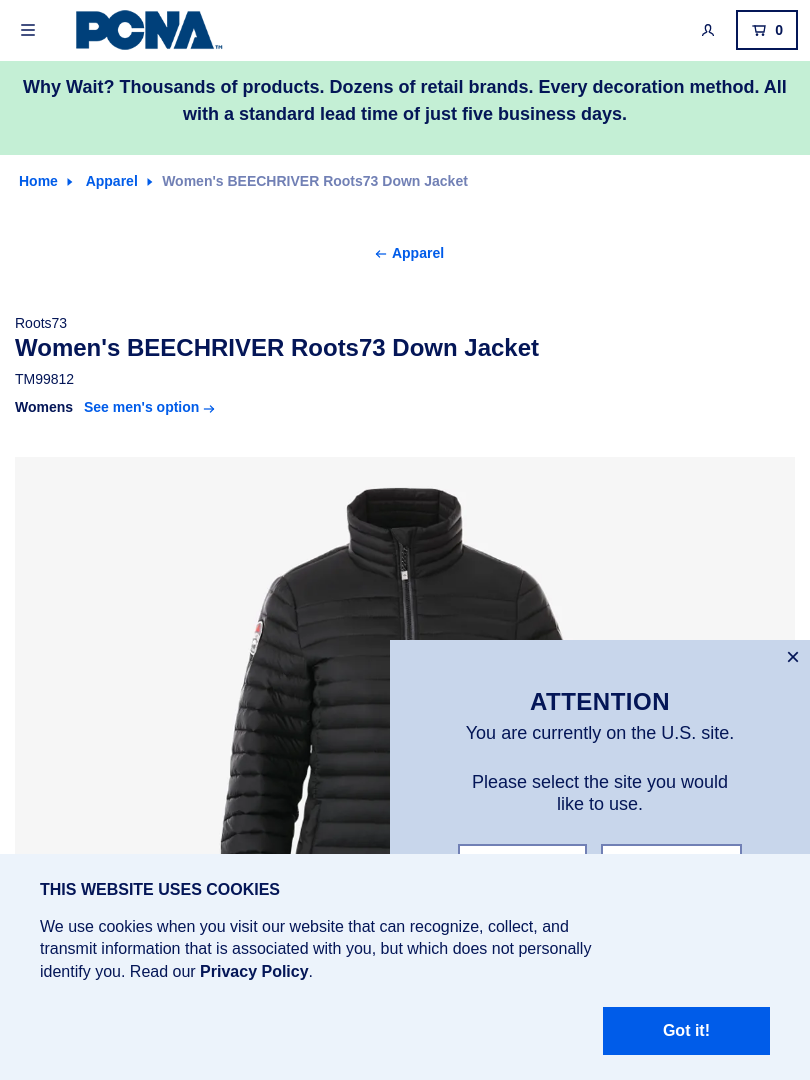 PCNA™
0
Why Wait? Thousands of products. Dozens of retail brands. Every decoration method. All
with a standard lead time of just five business days.
Home Apparel Women's BEECHRIVER Roots73 Down Jacket
Apparel
Roots73
Women's BEECHRIVER Roots73 Down Jacket
TM99812
Womens See men's option
ATTENTION
You are currently on the U.S. site.
Please select the site you would
like to use.
THIS WEBSITE USES COOKIES
We use cookies when you visit our website that can recognize, collect, and
transmit information that is associated with you, but which does not personally
identify you. Read our Privacy Policy.
Got it!